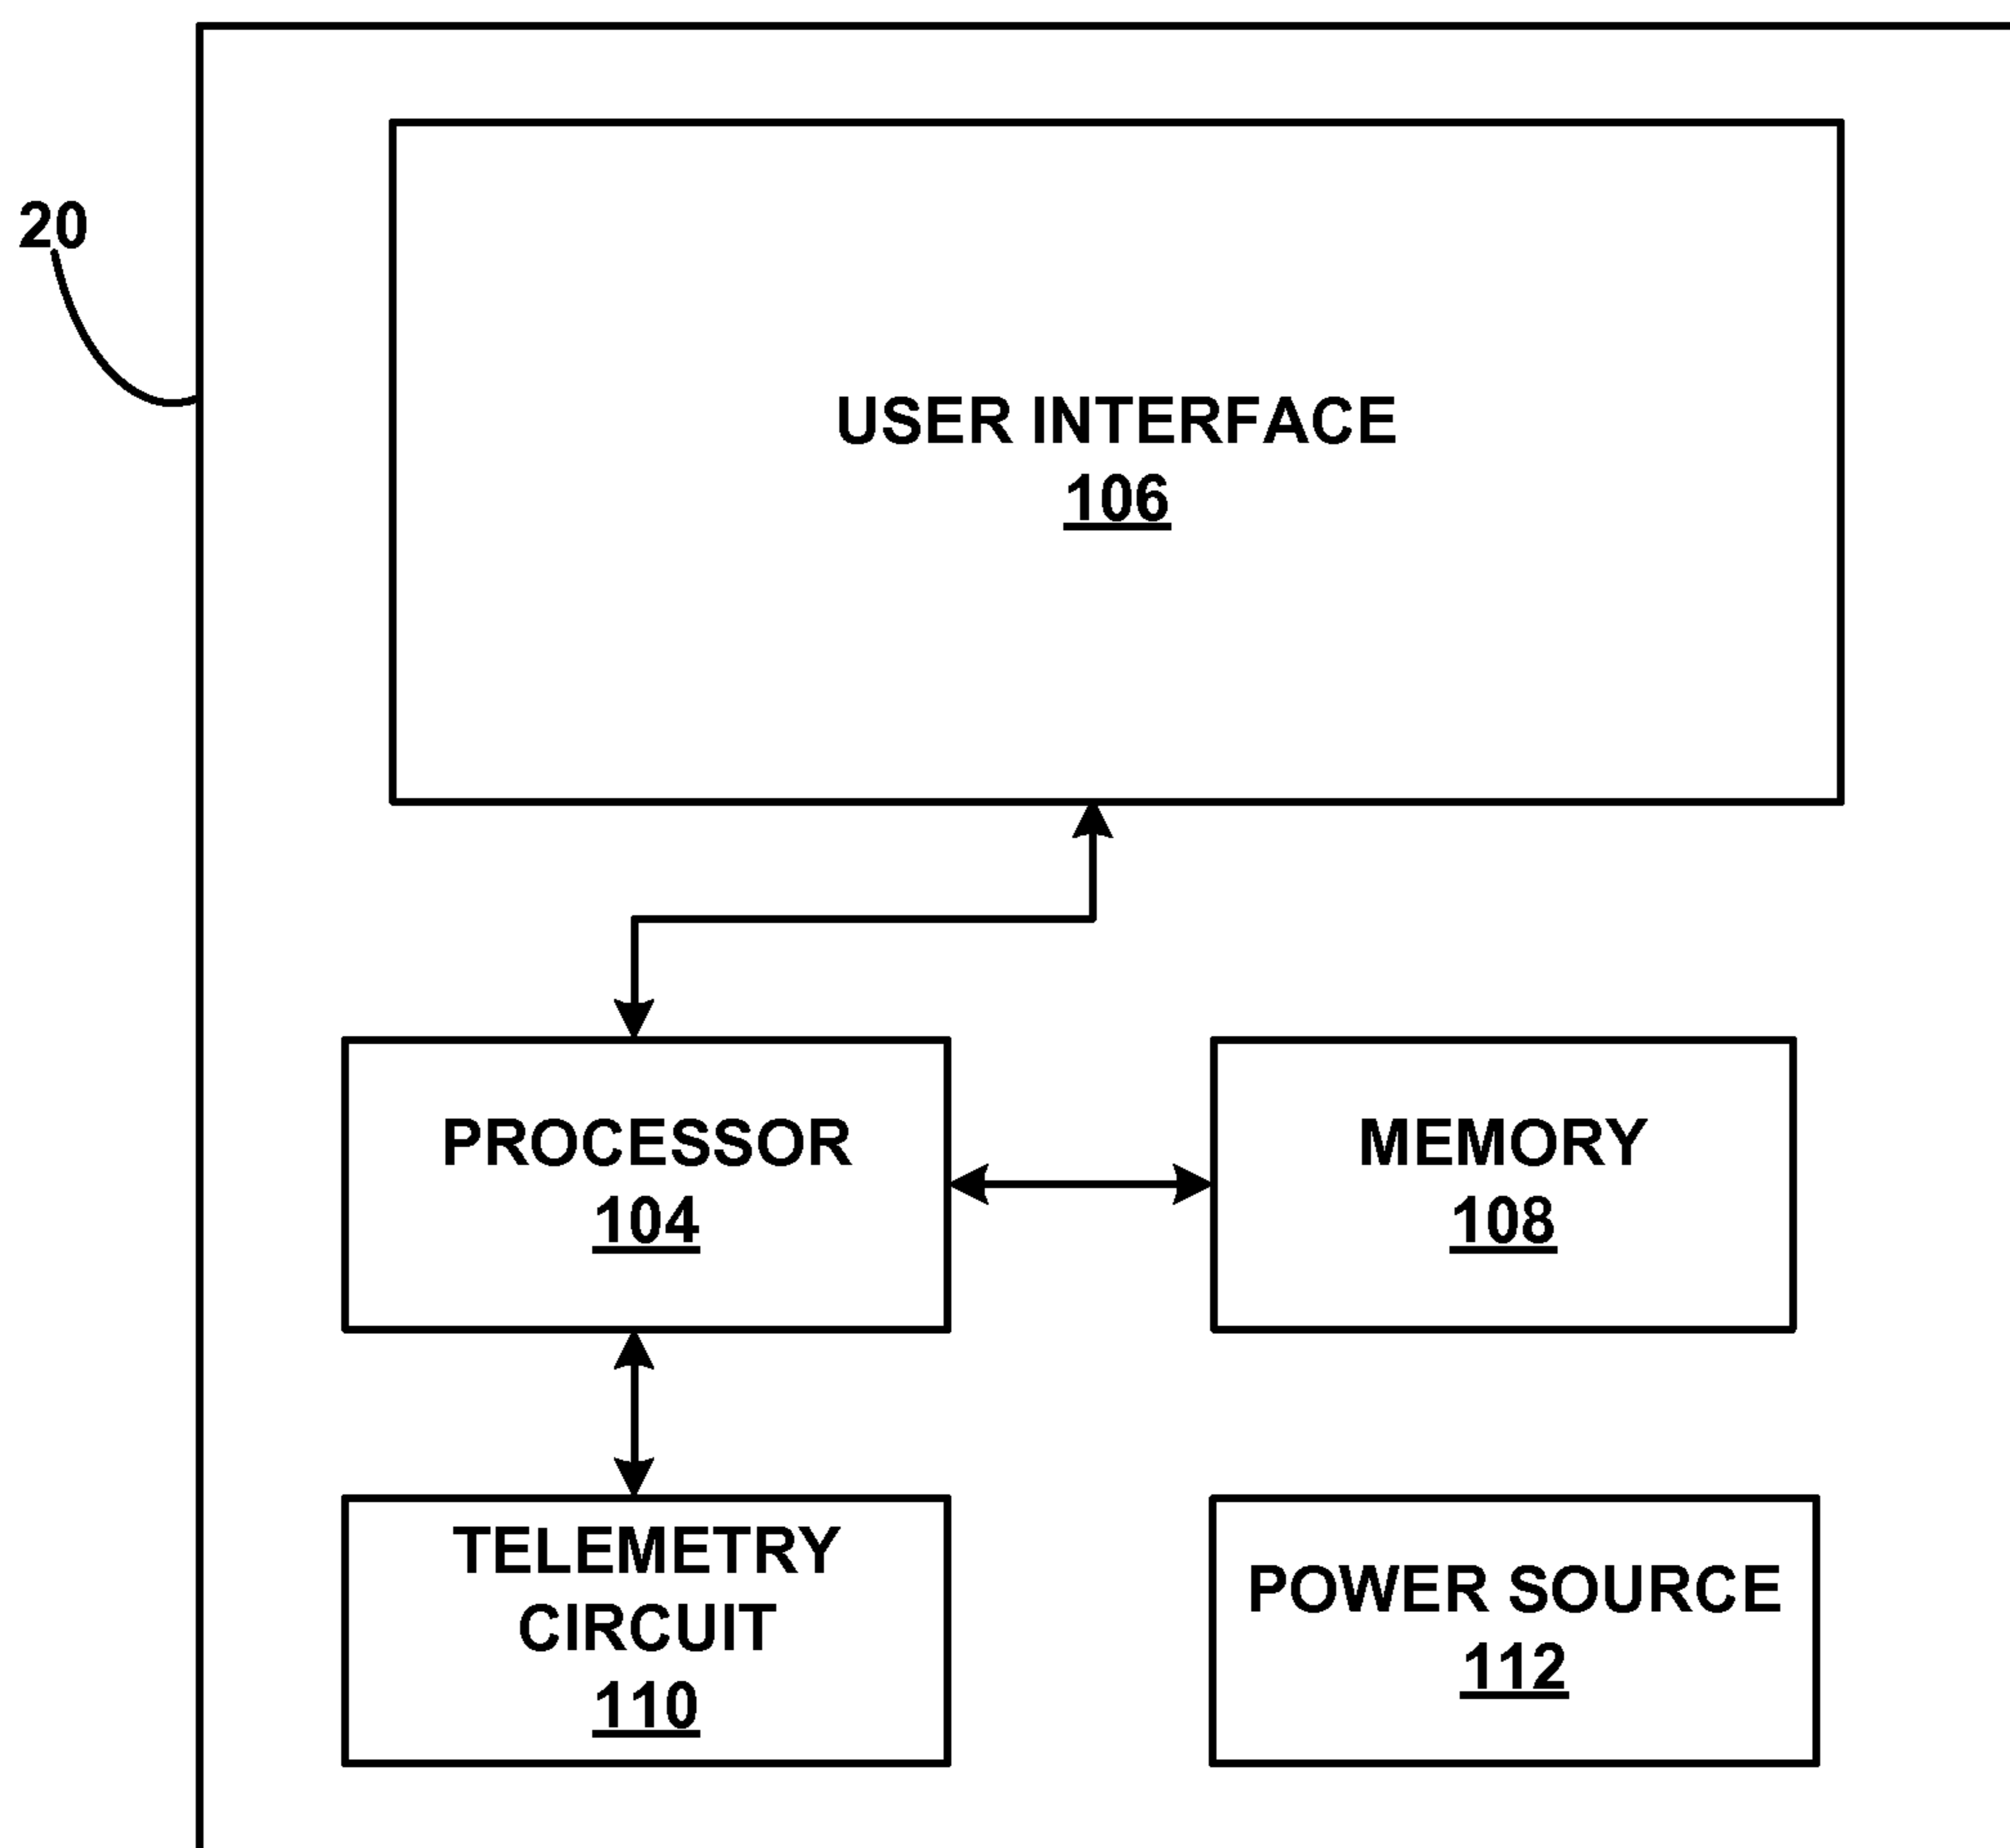 20
USER INTERFACE
106
PROCESSOR
104
MEMORY
108
TELEMETRY
CIRCUIT
110
POWER SOURCE
112